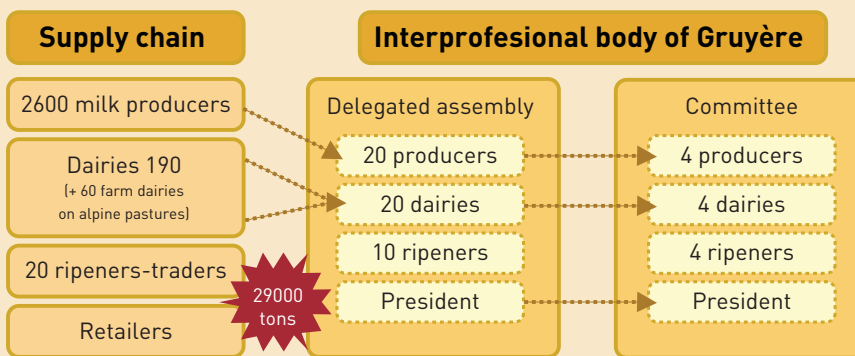 Supply chain
Interprofesional body of Gruyère
2600 milk producers
Dairies 190
(+ 60 farm dairies
on alpine pastures)
20 ripeners-traders
Retailers
29000
tons
Delegated assembly
20 producers
20 dairies
10 ripeners
President
Committee
4 producers
4 dairies
4 ripeners
President